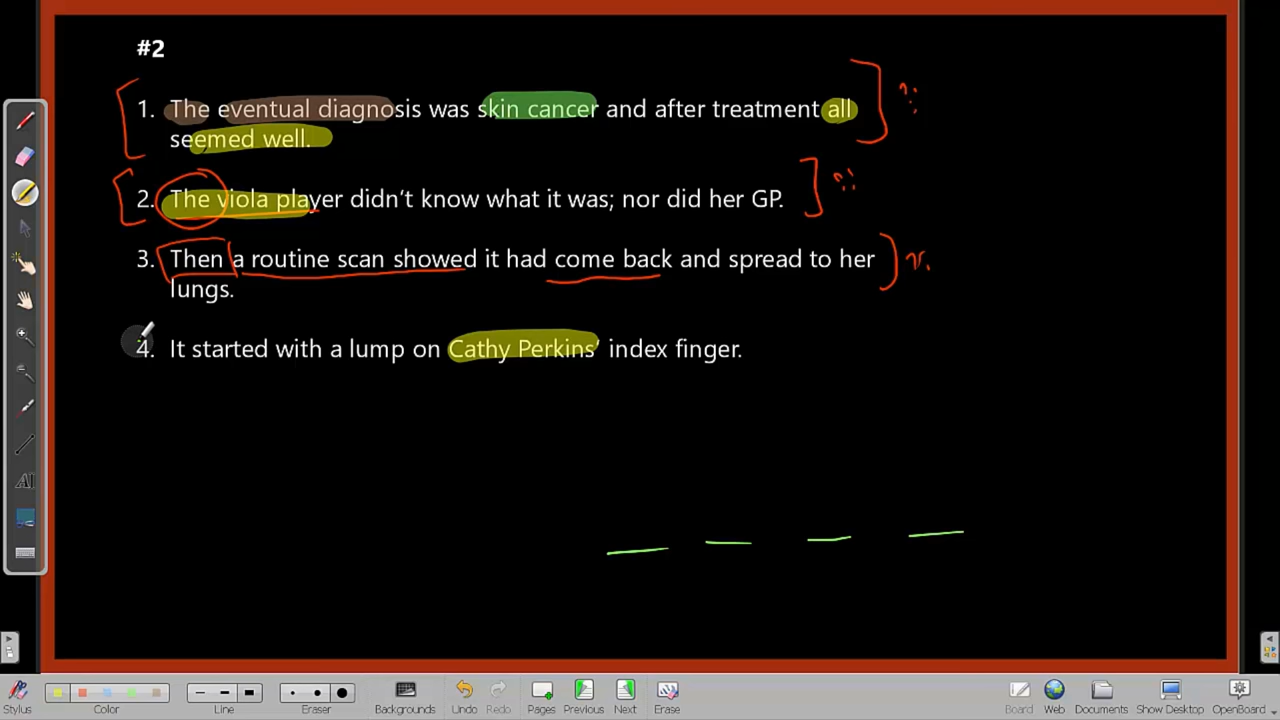 #2
1. The eventual diagnosis was skin cancer and after treatment all
seemed well.
2. The viola player didn't know what it was; nor did her GP.
3. Then a routine scan showed it had come back and spread to her
lungs.
4. It started with a lump on Cathy Perkins' index finger.
Stylus
Color
Line
Eraser
Backgrounds
Undo
Redo
Pages
Previous
Next
Erase
Board
Web
Documents
Show Desktop
OpenBoard